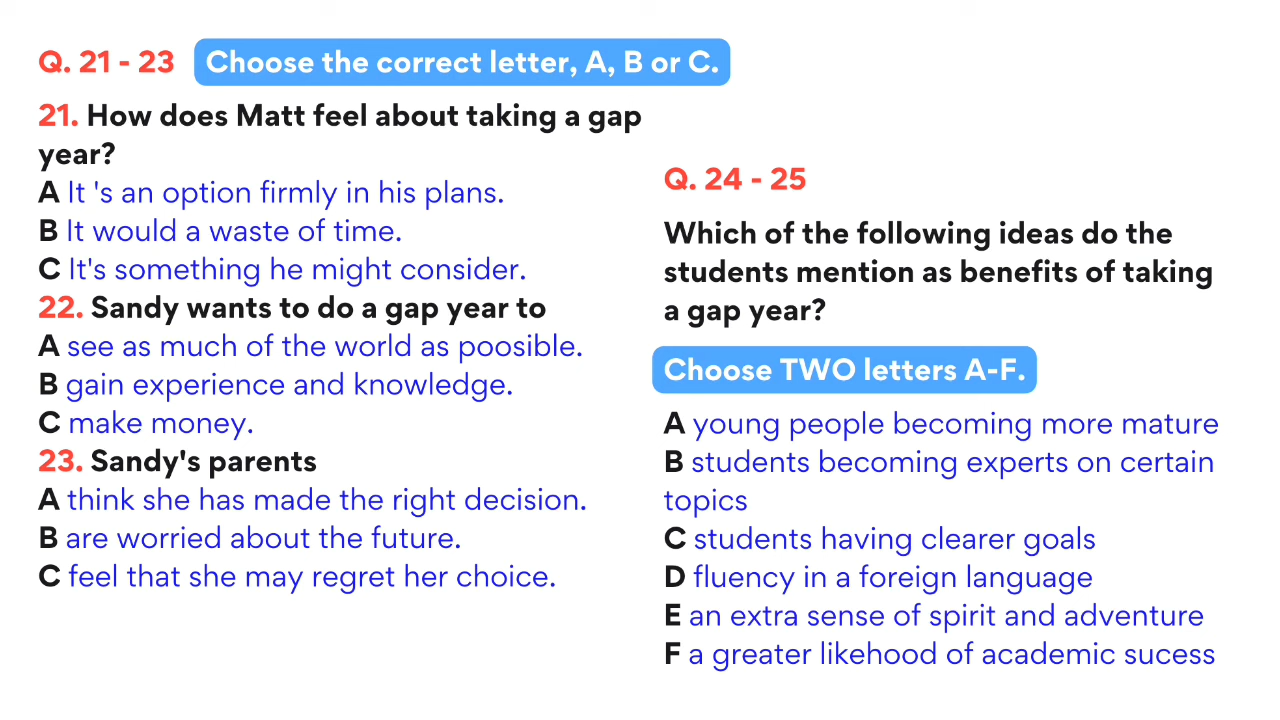 Q. 21 - 23 Choose the correct letter, A, B or C.
21. How does Matt feel about taking a gap
year?
A It 's an option firmly in his plans.
B It would a waste of time.
C It's something he might consider.
22. Sandy wants to do a gap year to
A see as much of the world as poosible.
B gain experience and knowledge.
C make money.
23. Sandy's parents
A think she has made the right decision.
B are worried about the future.
C feel that she may regret her choice.
Q. 24 - 25
Which of the following ideas do the
students mention as benefits of taking
a gap year?
Choose TWO letters A-F.
A young people becoming more mature
B students becoming experts on certain
topics
C students having clearer goals
D fluency in a foreign language
E an extra sense of spirit and adventure
F a greater likehood of academic sucess